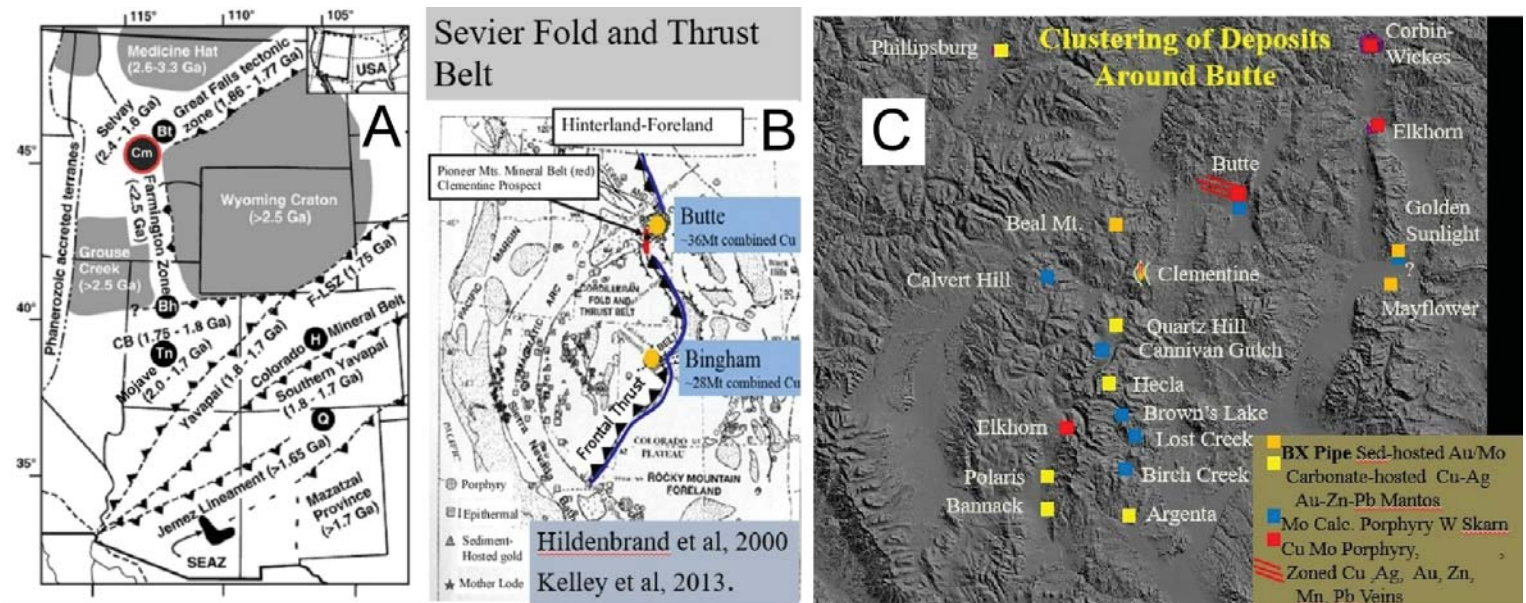 115°
110°
105°
Medicine Hat
(2.6-3.3 Ga)
USA
A
Great Falls tectonic
zone (1.86 - 1.77 Ga)
Selway
(2.4 - 1.6 Ga)
Bt
Cm
45°
Phanerozoic accreted terranes
Farmington Zone
(<2.5 Ga)
Wyoming Craton
(>2.5 Ga)
Grouse
Creek
(>2.5 Ga)
?
Bh
40°
F-LSZ (1.75 Ga)
CB (1.75 - 1.8 Ga)
Tn
Mojave
(2.0 - 1.7 Ga)
Yavapai (1.8 - 1.7 Ga)
Colorado Mineral Belt
H
Southern Yavapai
(1.8 - 1.7 Ga)
Q
35°
Jemez Lineament (>1.65 Ga)
Mazatzal
Province
(>1.7 Ga)
SEAZ
Sevier Fold and Thrust
Belt
B
Hinterland-Foreland
Pioneer Mts. Mineral Belt (red)
Clementine Prospect
Butte
~36Mt combined Cu
MARGIN
PACIFIC
ARC
MAGMATIC
CORDILLERAN
FOLD AND
THRUST BELT
Bingham
~28Mt combined Cu
Frontal Thrust
COLORADO
PLATEAU
PACIFIC
ROCKY MOUNTAIN
FORELAND
Porphyry
Epithermal
Sediment-
Hosted gold
Mother Lode
Hildenbrand et al, 2000
Kelley et al, 2013.
C
Clustering of Deposits
Around Butte
Phillipsburg
Corbin-
Wickes
Elkhorn
Butte
Beal Mt.
Golden
Sunlight
Calvert Hill
Clementine
?
Mayflower
Quartz Hill
Cannivan Gulch
Hecla
Brown's Lake
Elkhorn
Lost Creek
Polaris
Birch Creek
Bannack
Argenta
BX Pipe Sed-hosted Au/Mo
Carbonate-hosted Cu-Ag
Au-Zn-Pb Mantos
Mo Calc. Porphyry W Skarn
Cu Mo Porphyry, ,
Zoned Cu ,Ag, Au, Zn,
Mn, Pb Veins